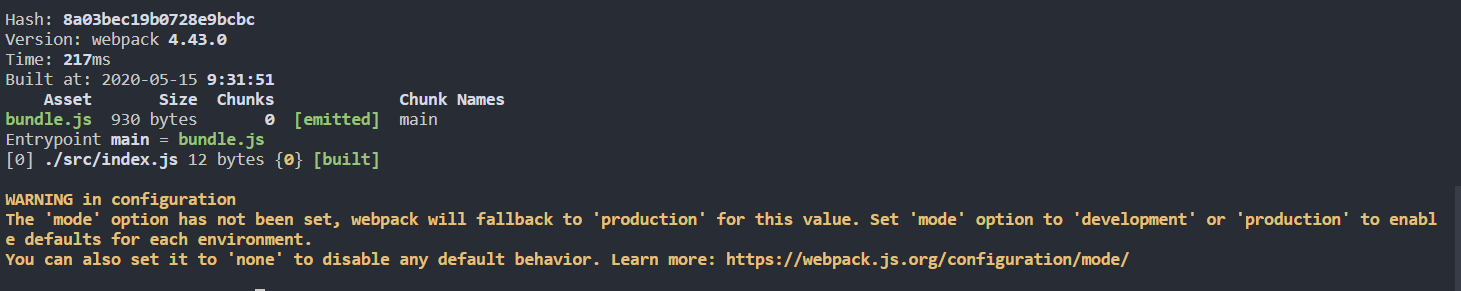 Hash: 8a03bec19b0728e9bcbc
Version: webpack 4.43.0
Time: 217ms
Built at: 2020-05-15 9:31:51
Asset Size Chunks Chunk Names
bundle.js 930 bytes 0 [emitted] main
Entrypoint main = bundle.js
[0] ./src/index.js 12 bytes {0} [built]
WARNING in configuration
The 'mode' option has not been set, webpack will fallback to 'production' for this value. Set 'mode' option to 'development' or 'production' to enabl
e defaults for each environment.
You can also set it to 'none' to disable any default behavior. Learn more: https://webpack.js.org/configuration/mode/